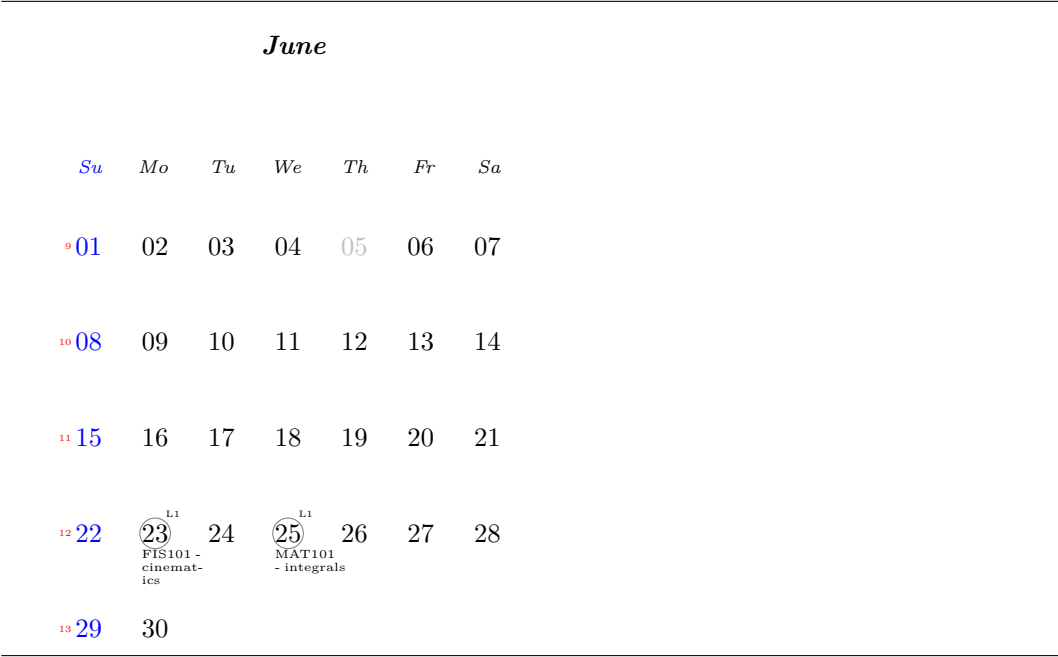 June
Su Mo Tu We Th Fr Sa
9 01 02 03 04 05 06 07
10 08 09 10 11 12 13 14
11 15 16 17 18 19 20 21
L1 L1
12 22 23 24 25 26 27 28
FIS101 - MAT101
cinemat- - integrals
ics
13 29 30